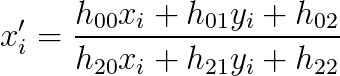 x'_i = \frac{h_{00}x_i + h_{01}y_i + h_{02}}{h_{20}x_i + h_{21}y_i + h_{22}}